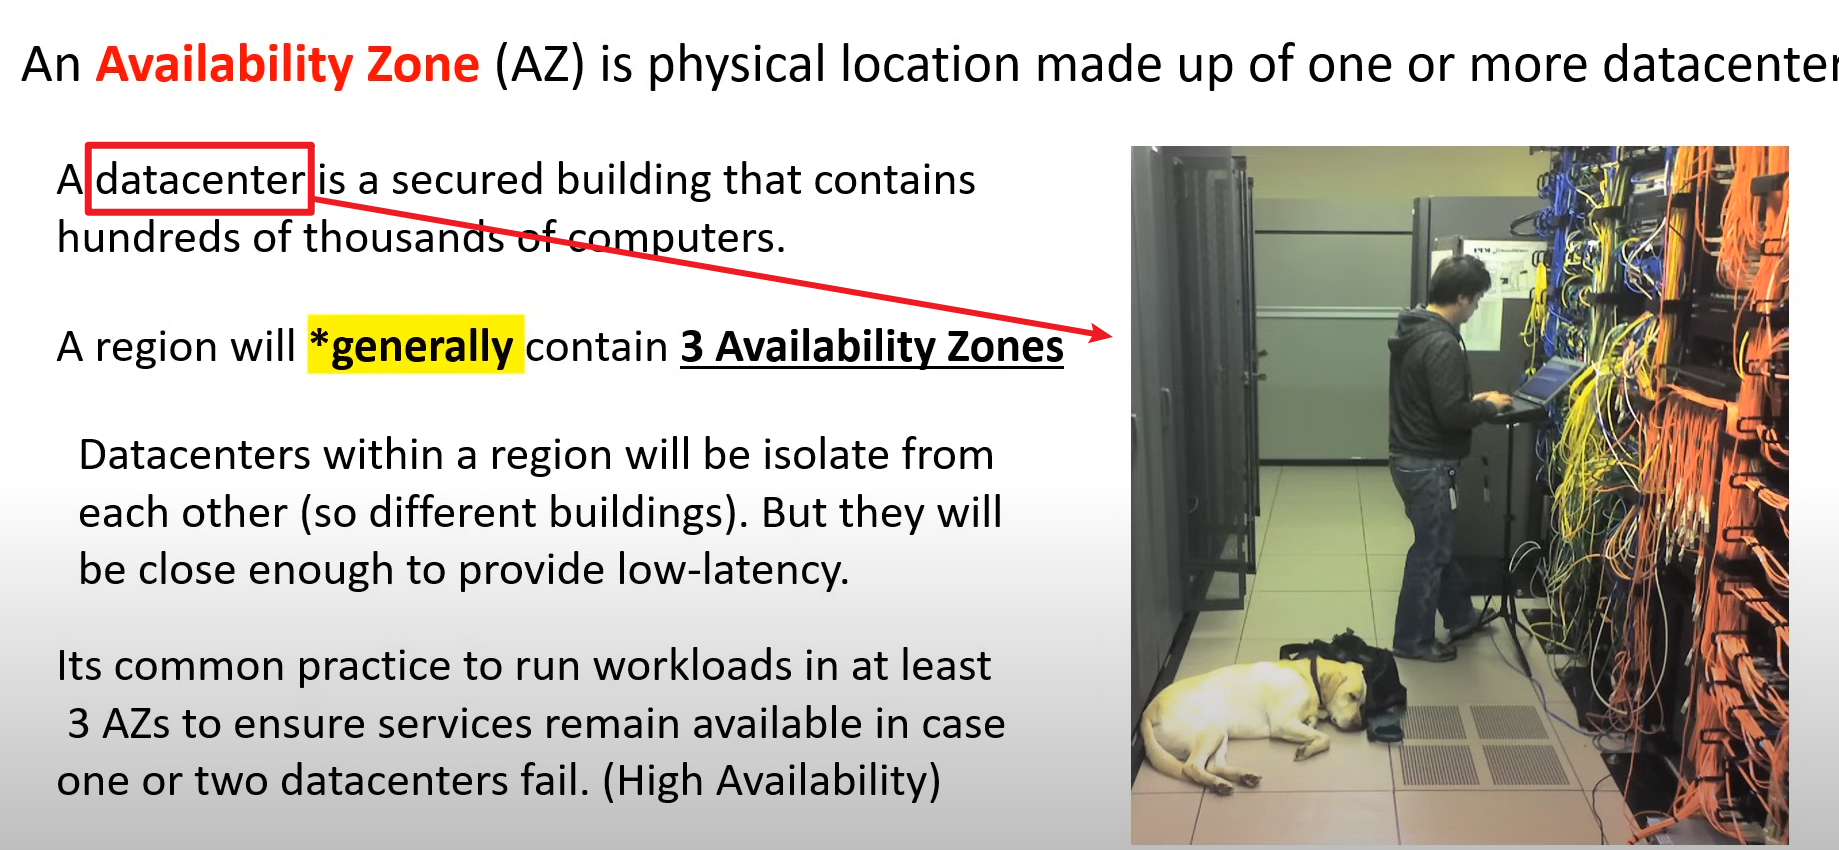 An Availability Zone (AZ) is physical location made up of one or more datacenter
A datacenter is a secured building that contains
hundreds of thousands of computers.
A region will *generally contain 3 Availability Zones
Datacenters within a region will be isolate from
each other (so different buildings). But they will
be close enough to provide low-latency.
Its common practice to run workloads in at least
3 AZs to ensure services remain available in case
one or two datacenters fail. (High Availability)